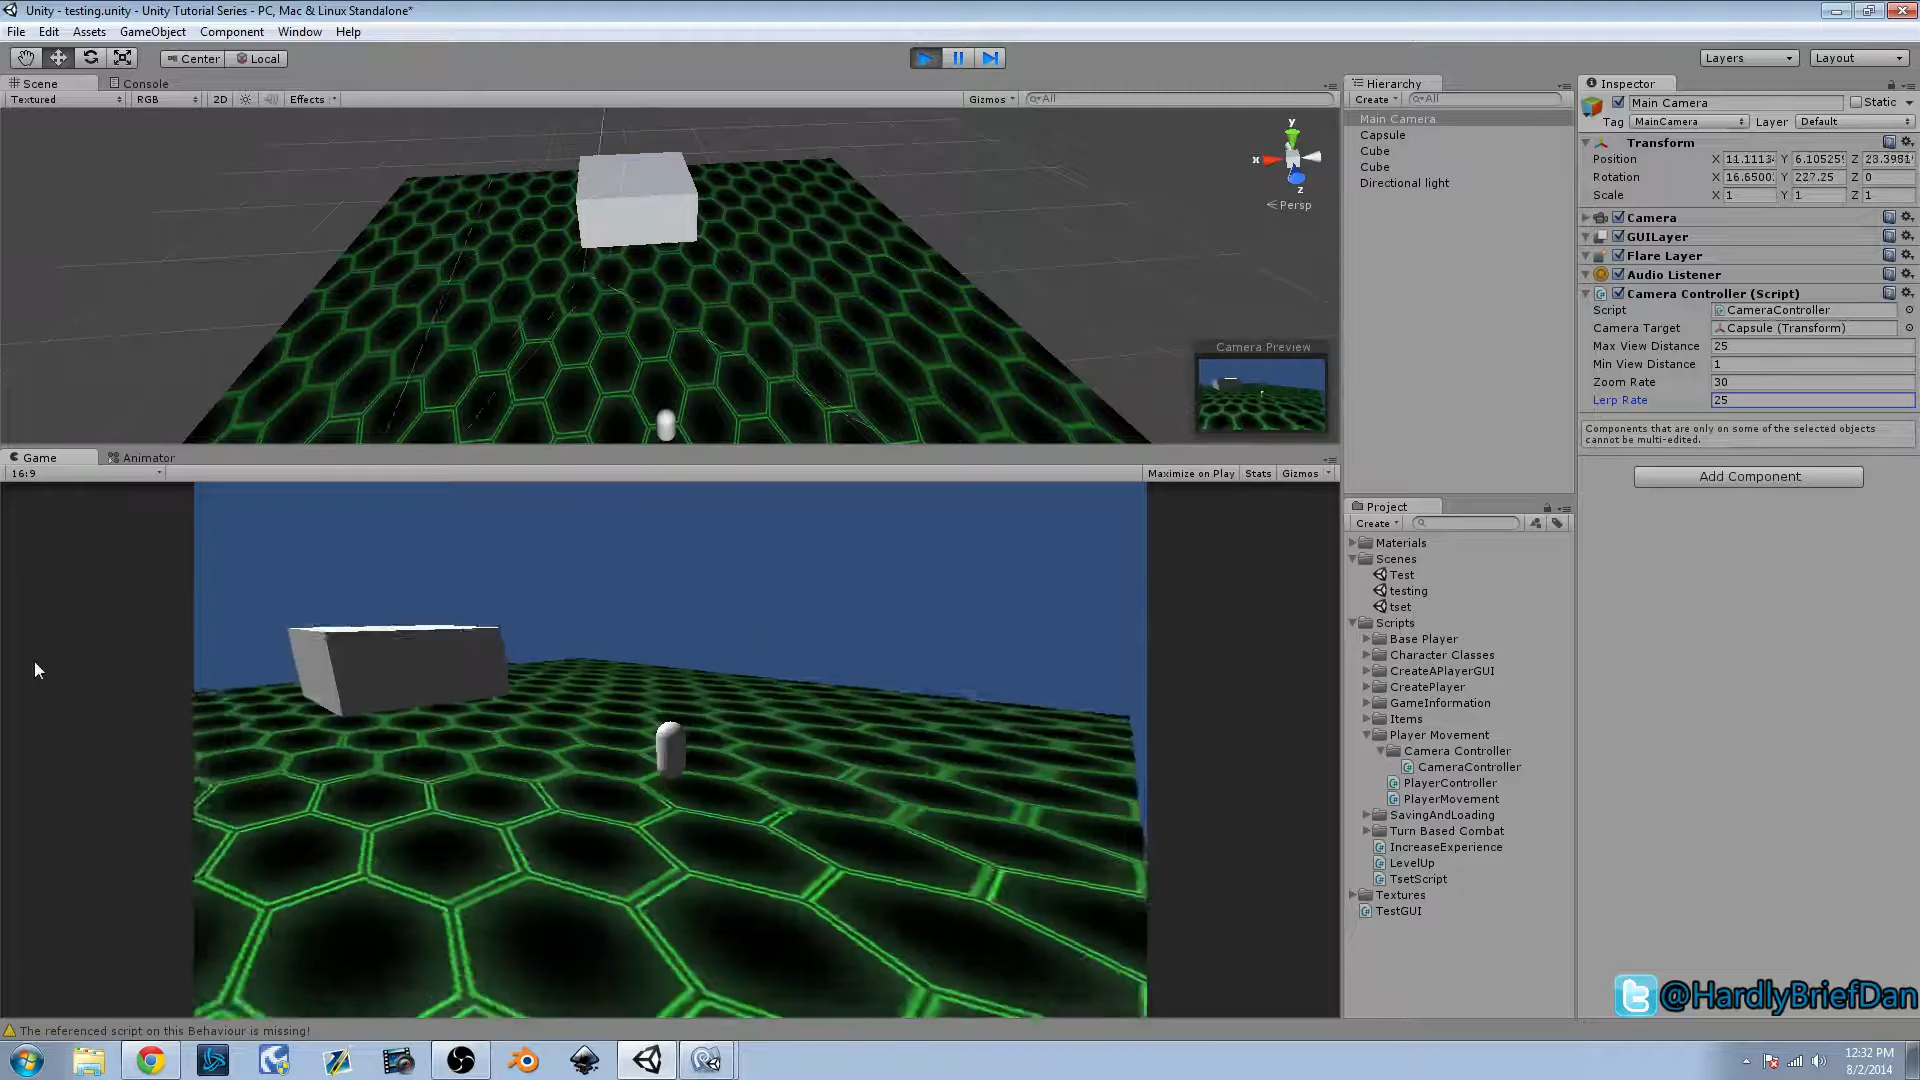 Unity - testing.unity - Unity Tutorial Series - PC, Mac & Linux Standalone*
File Edit Assets GameObject Component Window Help
Center Local
Layers Layout
Scene Console
Textured RGB 2D Effects Gizmos All
y
x
z
Persp
Camera Preview
Game Animator
16:9 Maximize on Play Stats Gizmos
The referenced script on this Behaviour is missing!
Hierarchy
Create All
Main Camera
Capsule
Cube
Cube
Directional light
Project
Create
Materials
Scenes
Test
testing
tset
Scripts
Base Player
Character Classes
CreateAPlayerGUI
CreatePlayer
GameInformation
Items
Player Movement
Camera Controller
CameraController
PlayerController
PlayerMovement
SavingAndLoading
Turn Based Combat
IncreaseExperience
LevelUp
TsetScript
Textures
TestGUI
Inspector
Main Camera Static
Tag MainCamera Layer Default
Transform
Position X 11.1113 Y 6.10525 Z 23.3981
Rotation X 16.6500 Y 227.25 Z 0
Scale X 1 Y 1 Z 1
Camera
GUILayer
Flare Layer
Audio Listener
Camera Controller (Script)
Script CameraController
Camera Target Capsule (Transform)
Max View Distance 25
Min View Distance 1
Zoom Rate 30
Lerp Rate 25
Components that are only on some of the selected objects
cannot be multi-edited.
Add Component
@HardlyBriefDan
12:32 PM
8/2/2014